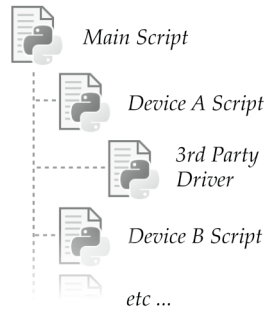 Main Script
Device A Script
3rd Party
Driver
Device B Script
etc ...